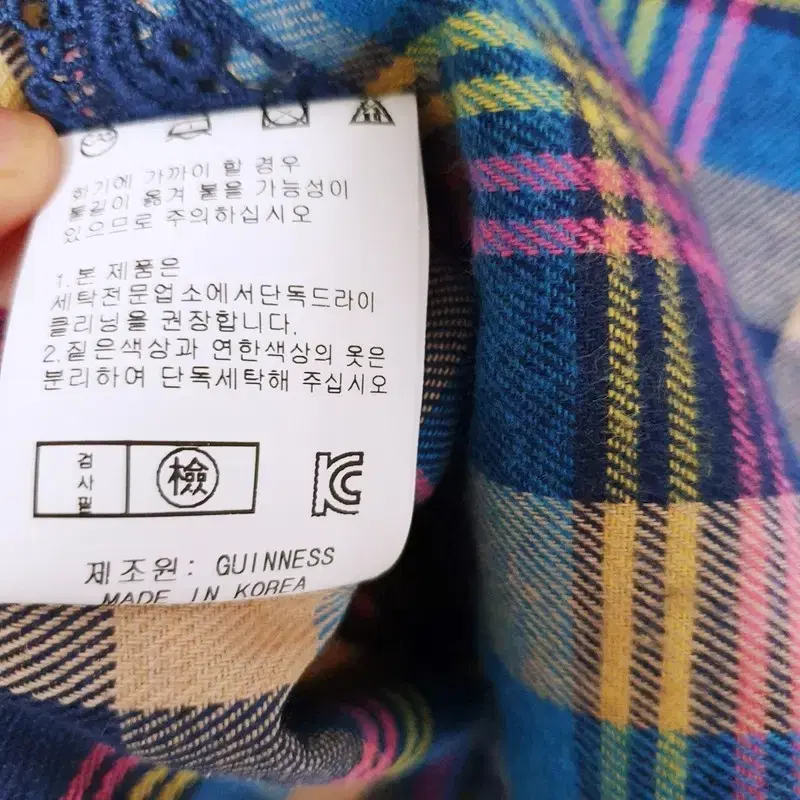 화기에 가까이 할 경우
불길이 옮겨 붙을 가능성이
있으므로 주의하십시오
1.본 제품은
세탁전문업소에서단독드라이
클리닝을 권장합니다.
2.짙은색상과 연한색상의 옷은
분리하여 단독세탁해 주십시오
검사필
檢
KC
제조원: GUINNESS
MADE IN KOREA